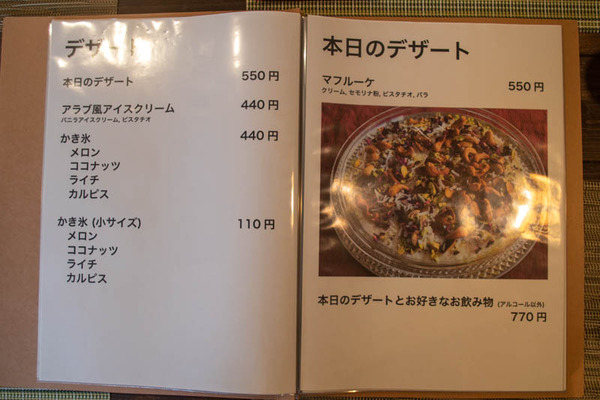 デザート
本日のデザート 550円
アラブ風アイスクリーム 440円
バニラアイスクリーム, ピスタチオ
かき氷 440円
メロン
ココナッツ
ライチ
カルピス
かき氷 (小サイズ) 110円
メロン
ココナッツ
ライチ
カルピス
本日のデザート
マフルーケ 550円
クリーム, セモリナ粉, ピスタチオ, バラ
本日のデザートとお好きなお飲み物 (アルコール以外)
770円